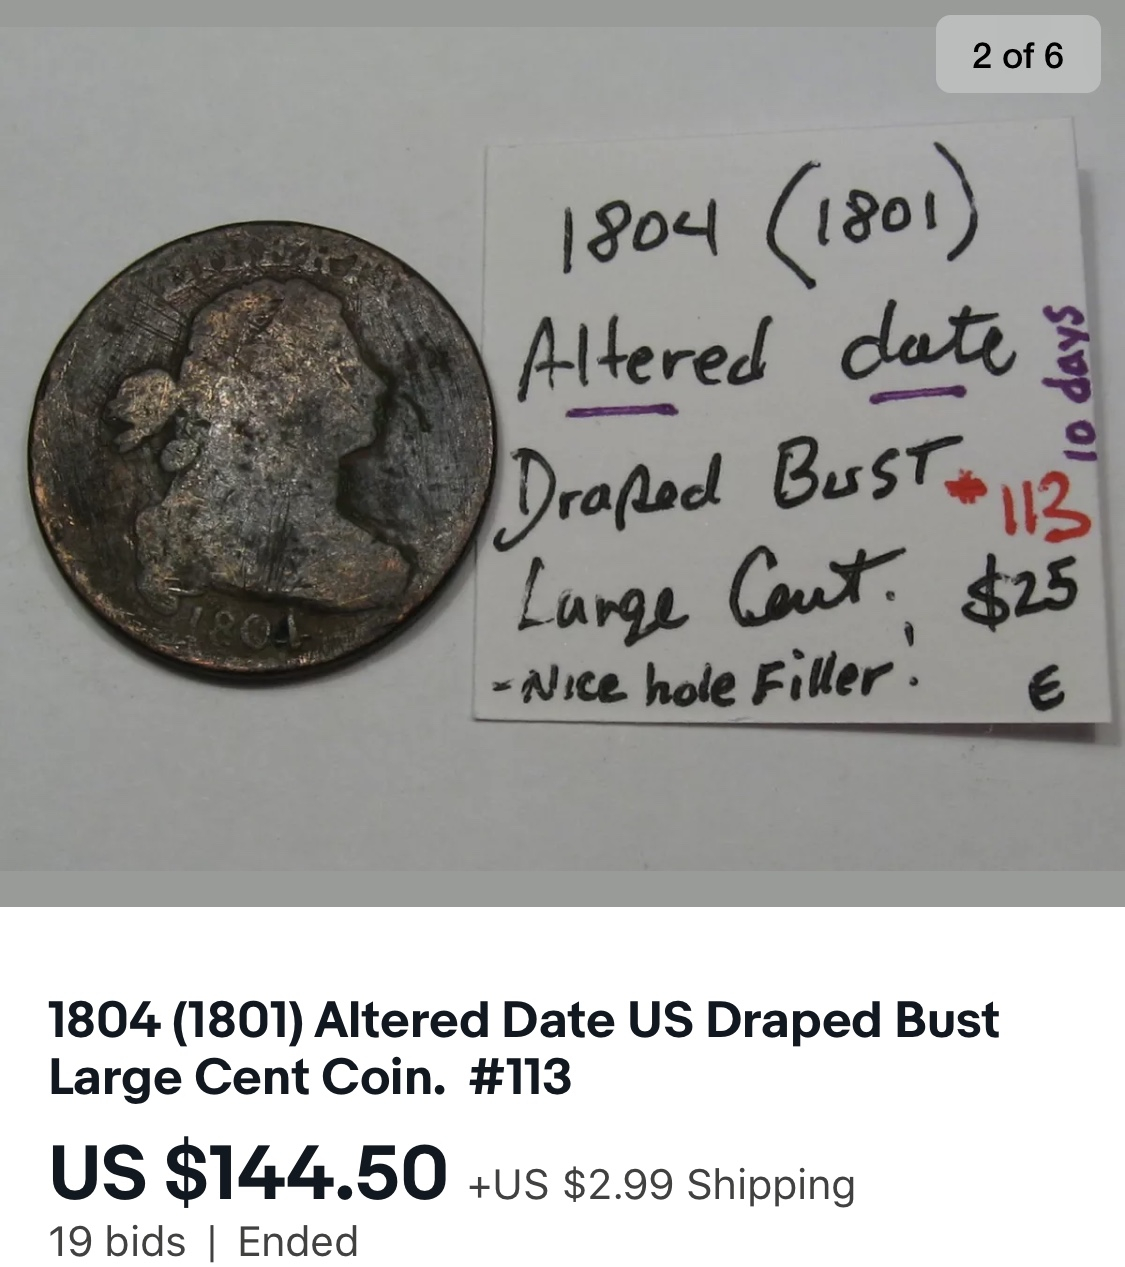 2 of 6
1804 (1801)
Altered date
10 days
Draped Bust
*113
Large Cent.
$25
-Nice hole Filler!
E
1804
1804 (1801) Altered Date US Draped Bust
Large Cent Coin. #113
US $144.50 +US $2.99 Shipping
19 bids | Ended